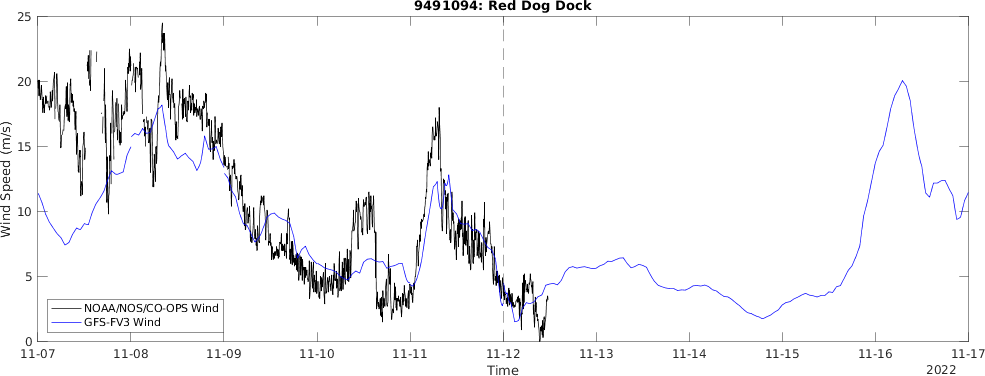 9491094: Red Dog Dock
25
20
15
10
5
0
Wind Speed (m/s)
NOAA/NOS/CO-OPS Wind
GFS-FV3 Wind
11-07 11-08 11-09 11-10 11-11 11-12 11-13 11-14 11-15 11-16 11-17
Time
2022